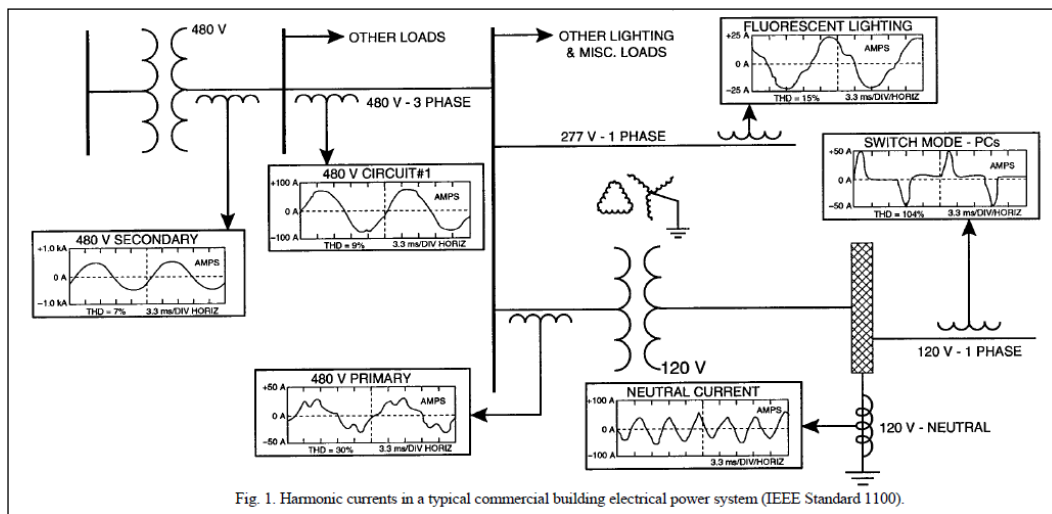 480 V
OTHER LOADS
480 V - 3 PHASE
OTHER LIGHTING
& MISC. LOADS
FLUORESCENT LIGHTING
+25 A
AMPS
0 A
-25 A
THD = 15% 3.3 ms/DIV/HORIZ
277 V - 1 PHASE
SWITCH MODE - PCs
+50 A
AMPS
0 A
-50 A
THD = 104% 3.3 ms/DIV/HORIZ
480 V CIRCUIT#1
+100 A
AMPS
0 A
-100 A
THD = 9% 3.3 ms/DIV HORIZ
480 V SECONDARY
+1.0 kA
AMPS
0 A
-1.0 kA
THD = 7% 3.3 ms/DIV HORIZ
120 V - 1 PHASE
120 V
480 V PRIMARY
+50 A
AMPS
0 A
-50 A
THD = 30% 3.3 ms/DIV HORIZ
NEUTRAL CURRENT
+100 A
AMPS
0 A
-100 A
3.3 ms/DIV/HORIZ
120 V - NEUTRAL
Fig. 1. Harmonic currents in a typical commercial building electrical power system (IEEE Standard 1100).